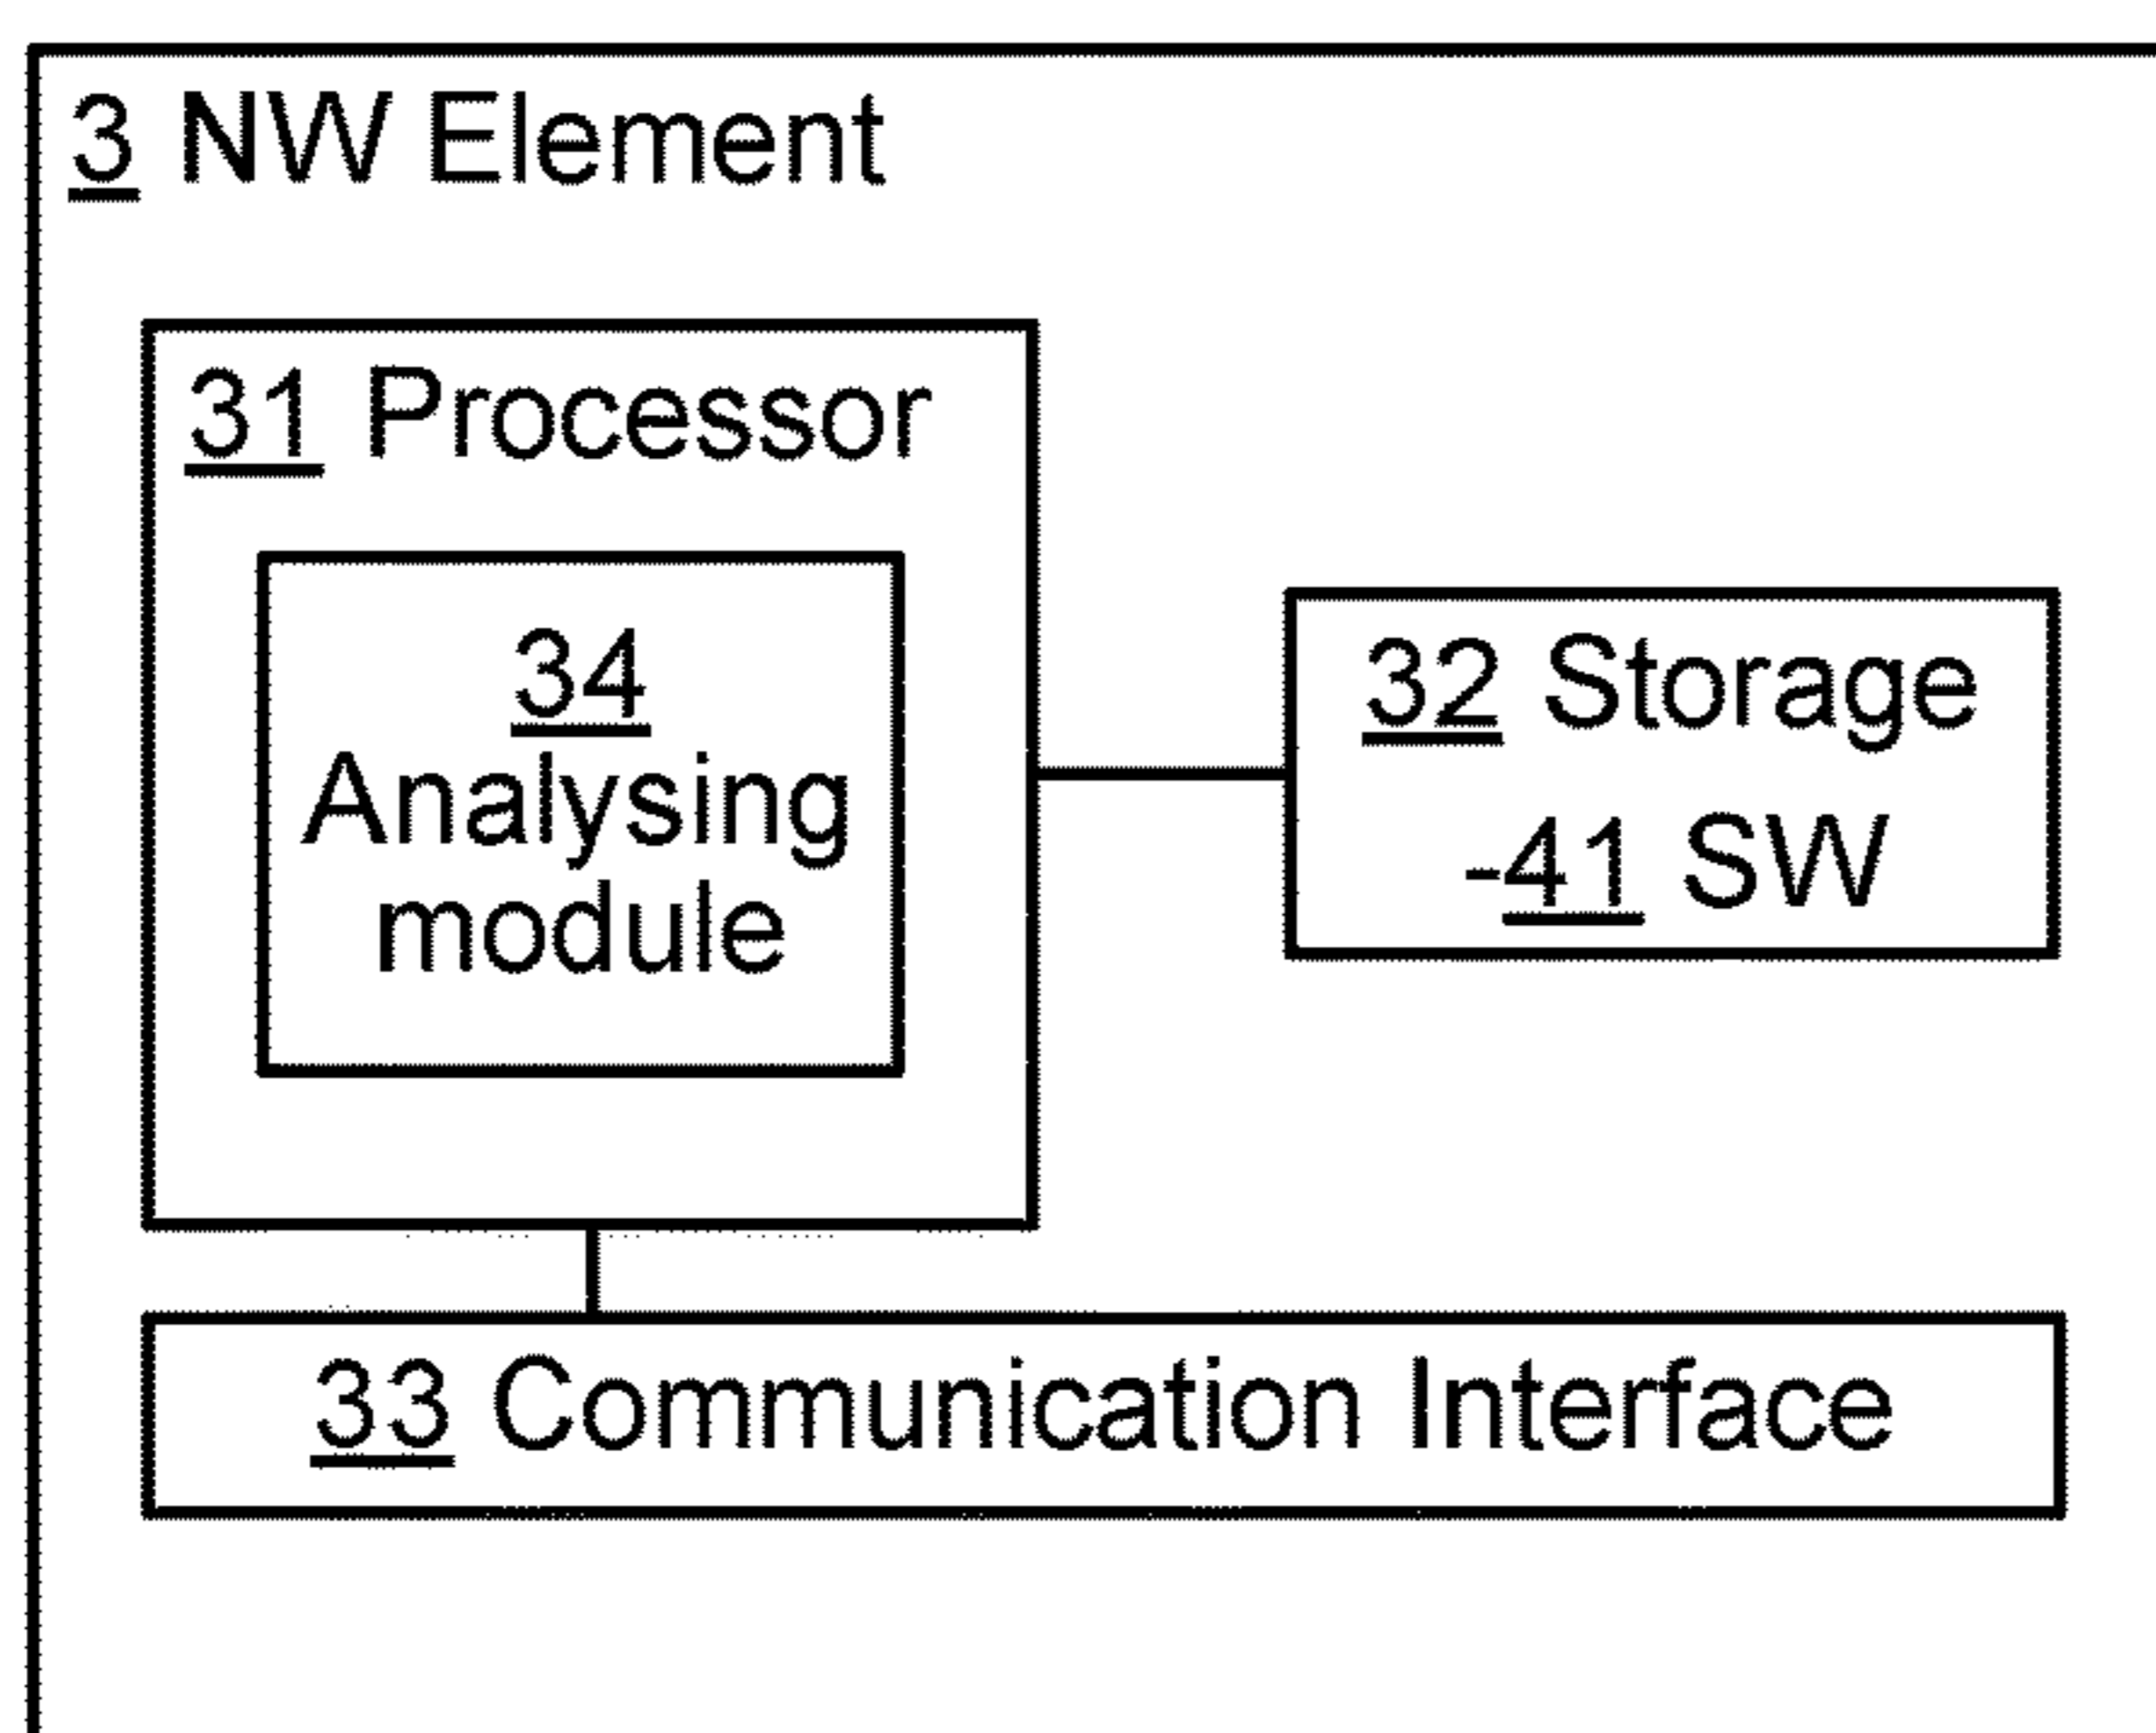 3 NW Element
31 Processor
34
Analysing
module
32 Storage
-41 SW
33 Communication Interface